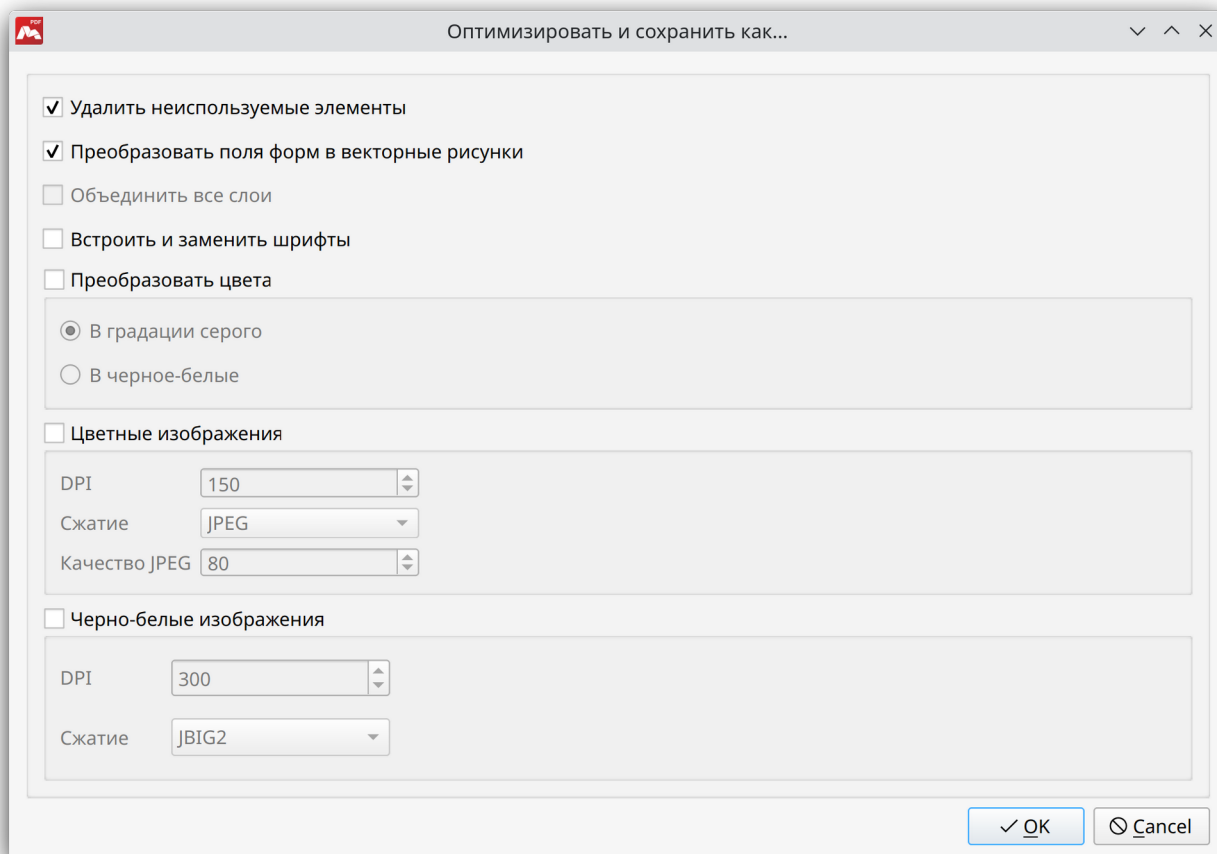 PDF
Оптимизировать и сохранить как...
Удалить неиспользуемые элементы
Преобразовать поля форм в векторные рисунки
Объединить все слои
Встроить и заменить шрифты
Преобразовать цвета
В градации серого
В черное-белые
Цветные изображения
DPI 150
Сжатие JPEG
Качество JPEG 80
Черно-белые изображения
DPI 300
Сжатие JBIG2
OK Cancel